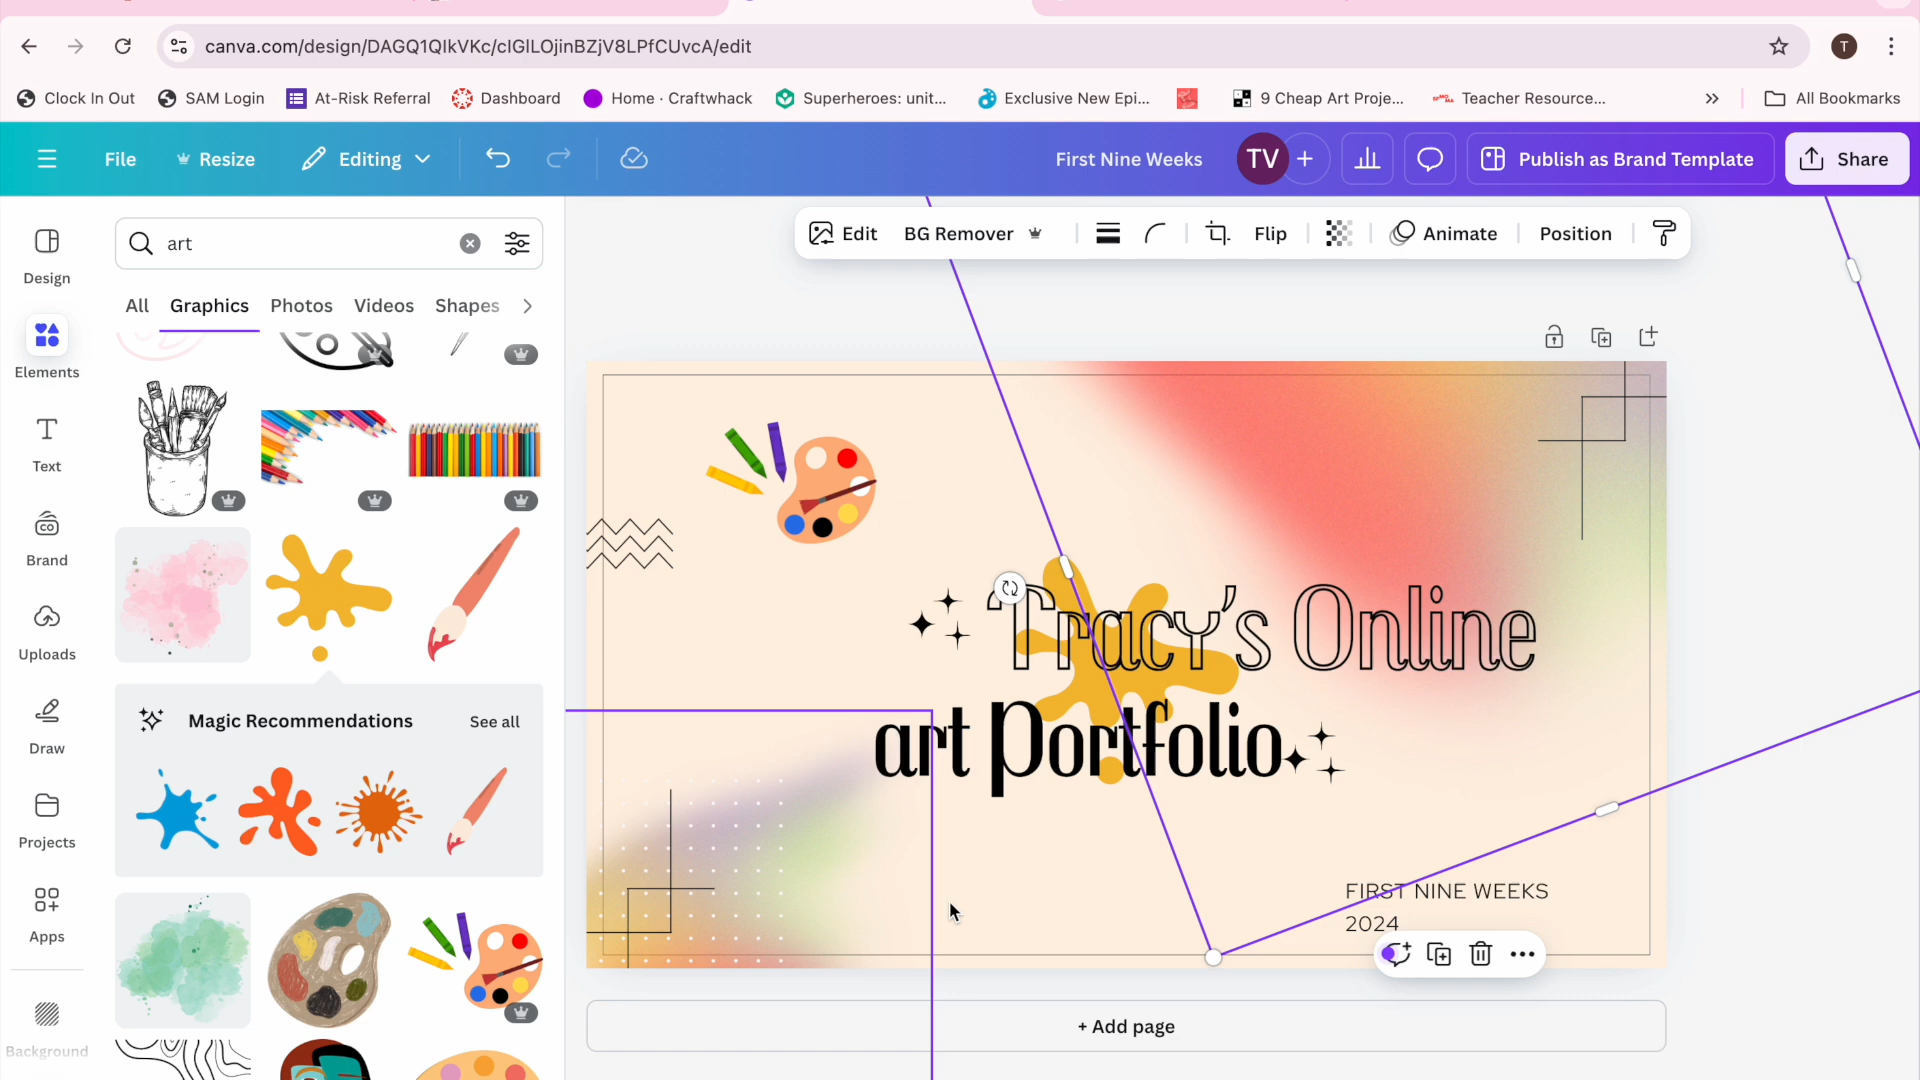 canva.com/design/DAGQ1QIkVKc/cIGlLOjinBZjV8LPfCUvcA/edit
T
Clock In Out
SAM Login
At-Risk Referral
Dashboard
Home · Craftwhack
Superheroes: unit...
Exclusive New Epi...
9 Cheap Art Proje...
Teacher Resource...
All Bookmarks
File
Resize
Editing
First Nine Weeks
TV
Publish as Brand Template
Share
Design
Elements
Text
Brand
Uploads
Draw
Projects
Apps
Background
art
All
Graphics
Photos
Videos
Shapes
Magic Recommendations
See all
Edit
BG Remover
Flip
Animate
Position
Tracy's Online
art Portfolio
FIRST NINE WEEKS
2024
+ Add page